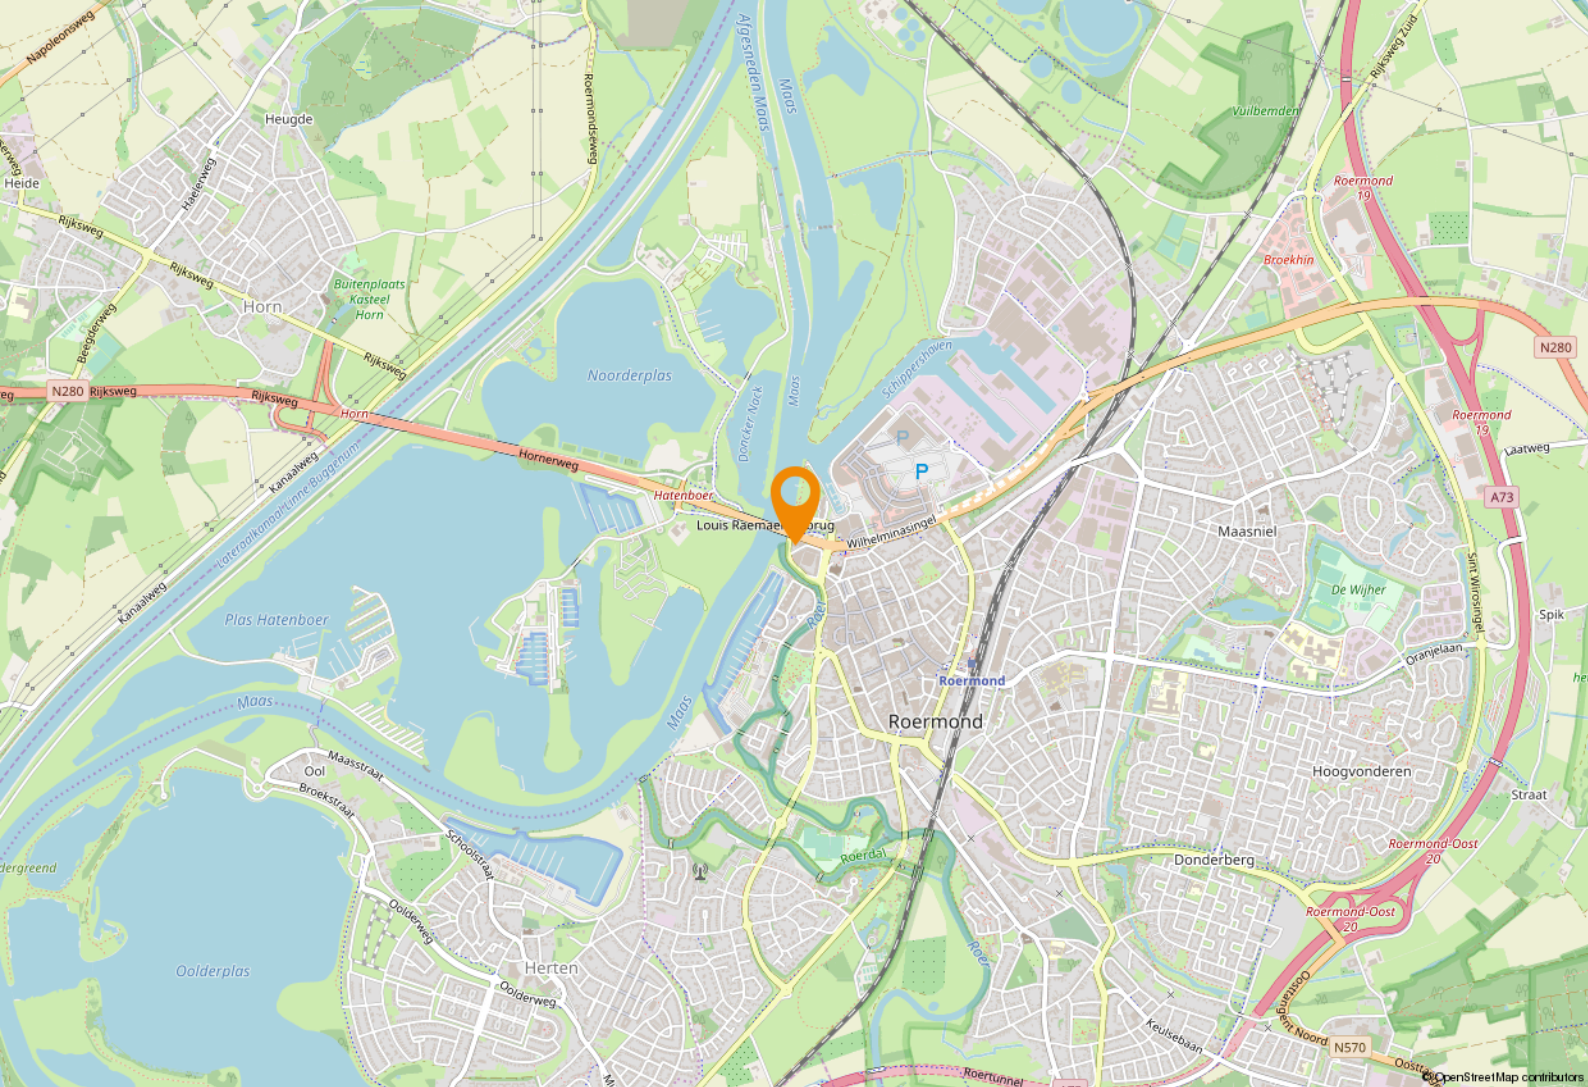 Napoleonsweg
Roermondseweg
Afgesneden Maas
Maas
Rijksweg Zuid
Heugde
Vuilbemden
Haelerweg
Heide
Roermond
19
Rijksweg
Rijksweg
Broekhin
Buitenplaats
Kasteel
Horn
Horn
Beegderweg
Rijksweg
Noorderplas
Schippershaven
Maas
Doncker Nack
N280
N280
Rijksweg
Rijksweg
Horn
Roermond
19
Hornerweg
P
P
Laatweg
Kanaalweg
Lateraalkanaal Linne-Buggenum
Hatenboer
A73
Wilhelminasingel
Maasniel
De Wijher
Sint Wirosingel
Spik
Kanaalweg
Plas Hatenboer
Roer
Oranjelaan
Roermond
Maas
Maas
Roermond
Maasstraat
Ool
Hoogvonderen
Broekstraat
Straat
Schoolstraat
Roermond-Oost
20
Roerdal
Donderberg
dergreend
Oolderweg
Roermond-Oost
20
Roer
Oolderplas
Herten
Oolderweg
Oosttangent Noord
Keulsebaan
N570
Roertunnel
© OpenStreetMap contributors